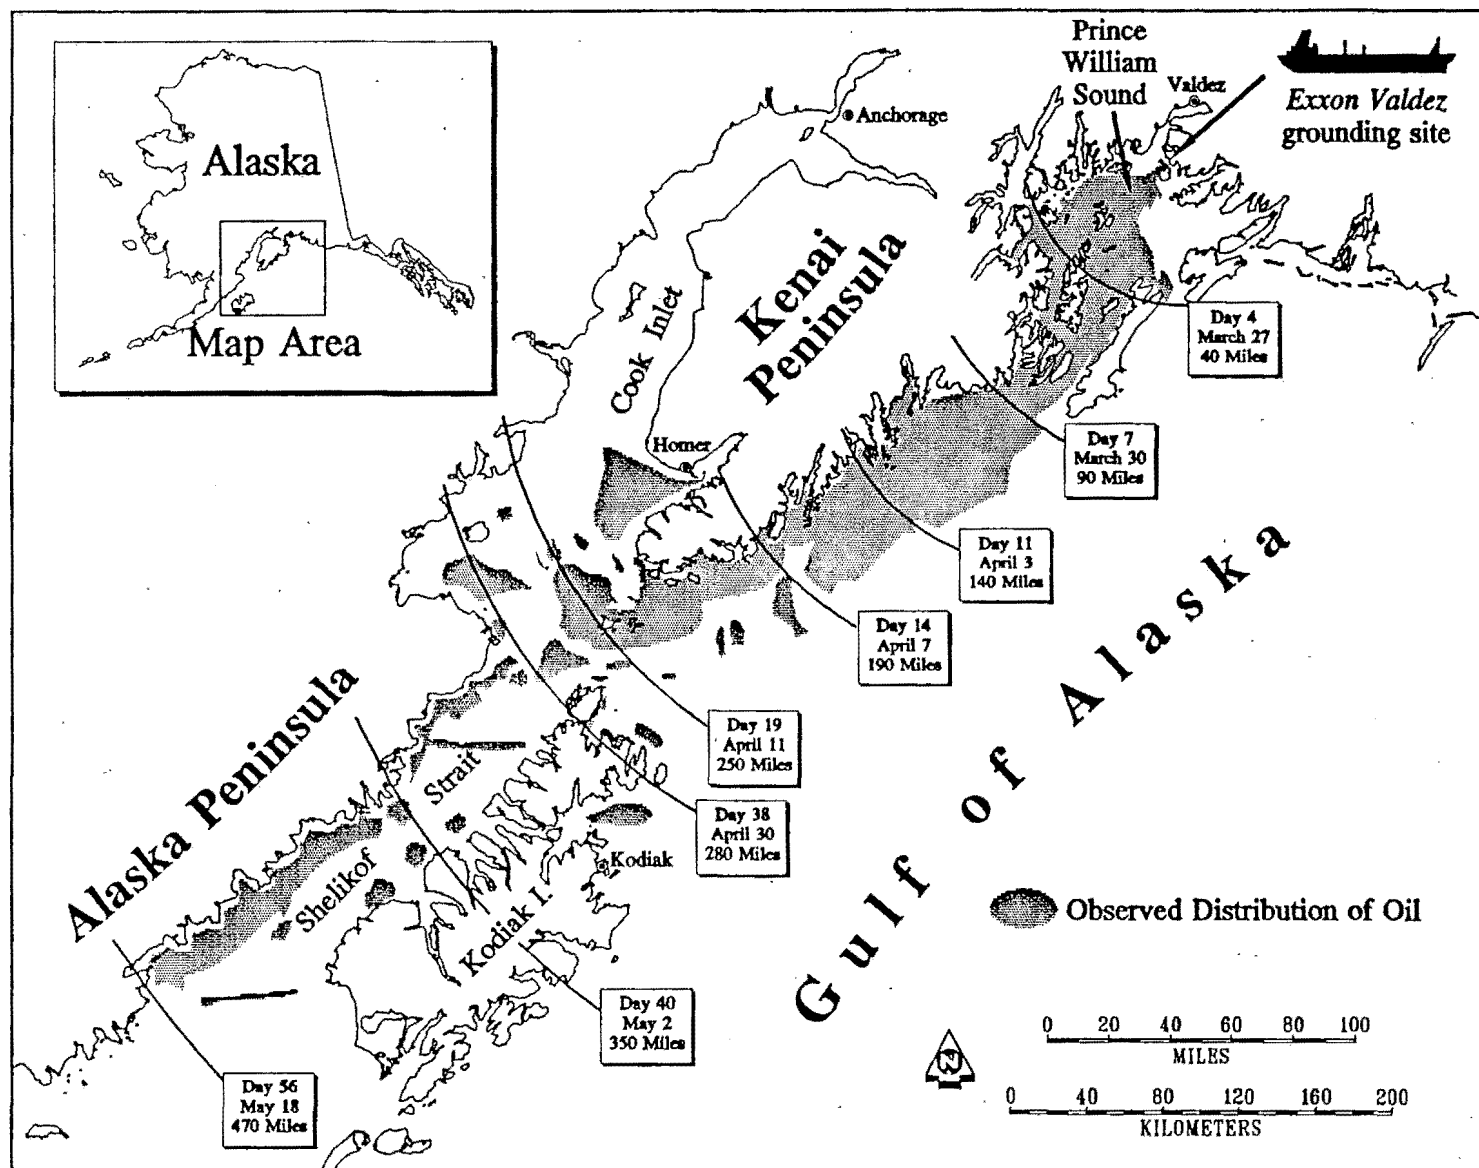 Prince
William
Sound
Valdez
Exxon Valdez
grounding site
Anchorage
Alaska
Map Area
Kenai
Peninsula
Cook Inlet
Homer
Day 4
March 27
40 Miles
Day 7
March 30
90 Miles
Day 11
April 3
140 Miles
Day 14
April 7
190 Miles
Day 19
April 11
250 Miles
Day 38
April 30
280 Miles
Day 40
May 2
350 Miles
Day 56
May 18
470 Miles
Alaska Peninsula
Shelikof Strait
Kodiak I.
Kodiak
Gulf of Alaska
Observed Distribution of Oil
0 20 40 60 80 100
MILES
0 40 80 120 160 200
KILOMETERS
N